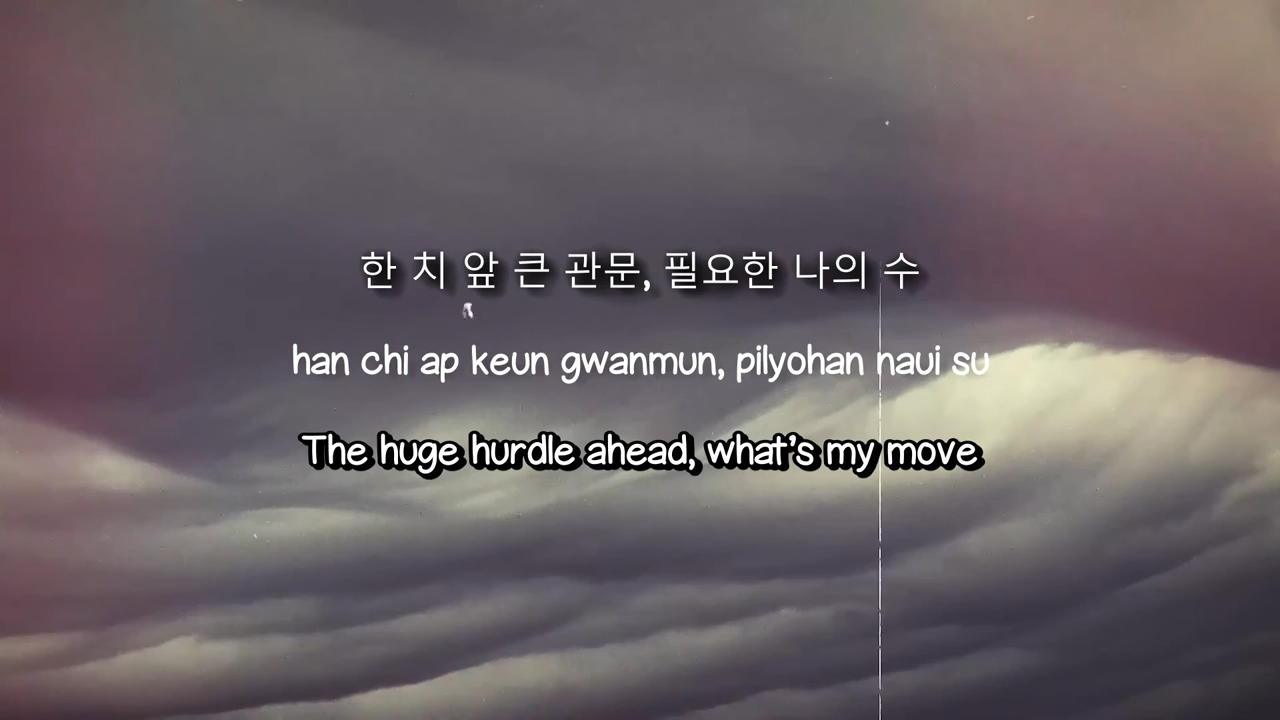 한 치 앞 큰 관문, 필요한 나의 수
han chi ap keun gwanmun, pilyohan naui su
The huge hurdle ahead, what's my move